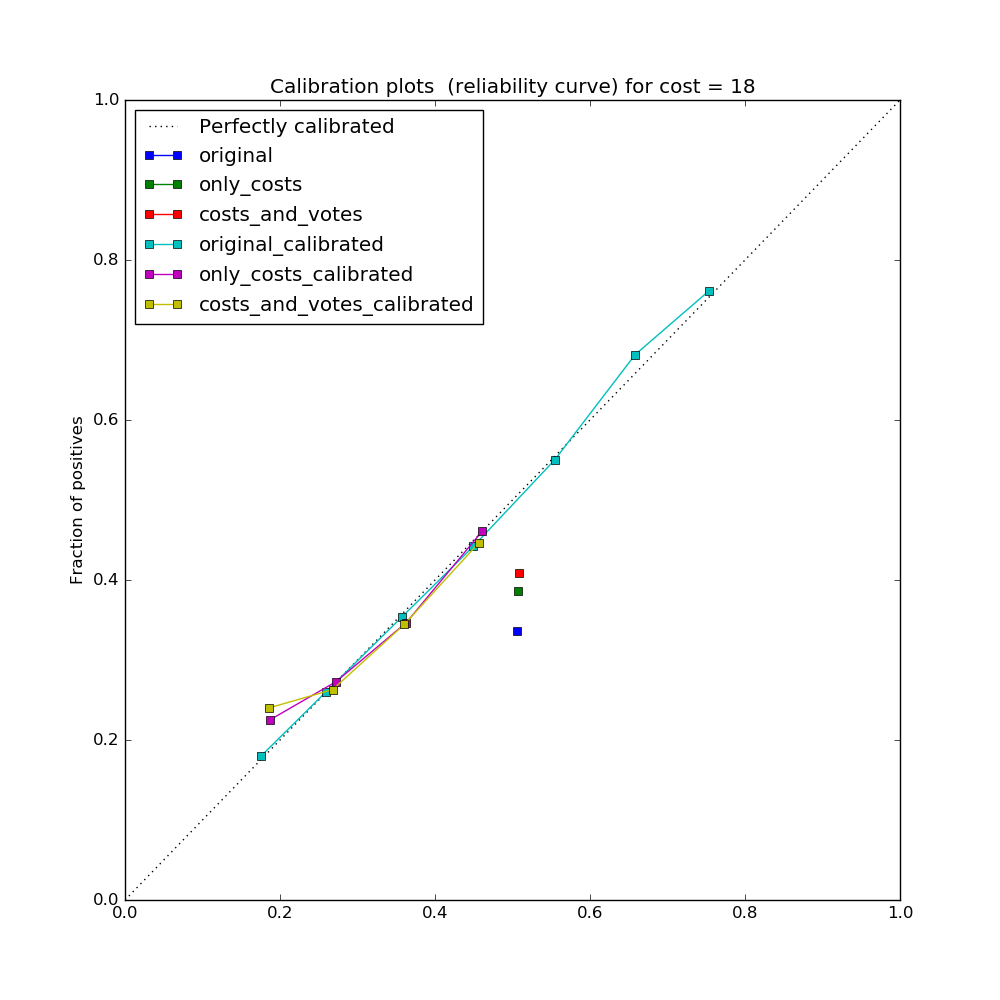 Calibration plots  (reliability curve) for cost = 18
1.0
Perfectly calibrated
original
only_costs
costs_and_votes
original_calibrated
only_costs_calibrated
costs_and_votes_calibrated
0.8
0.6
Fraction of positives
0.4
0.2
0.0
0.0 0.2 0.4 0.6 0.8 1.0